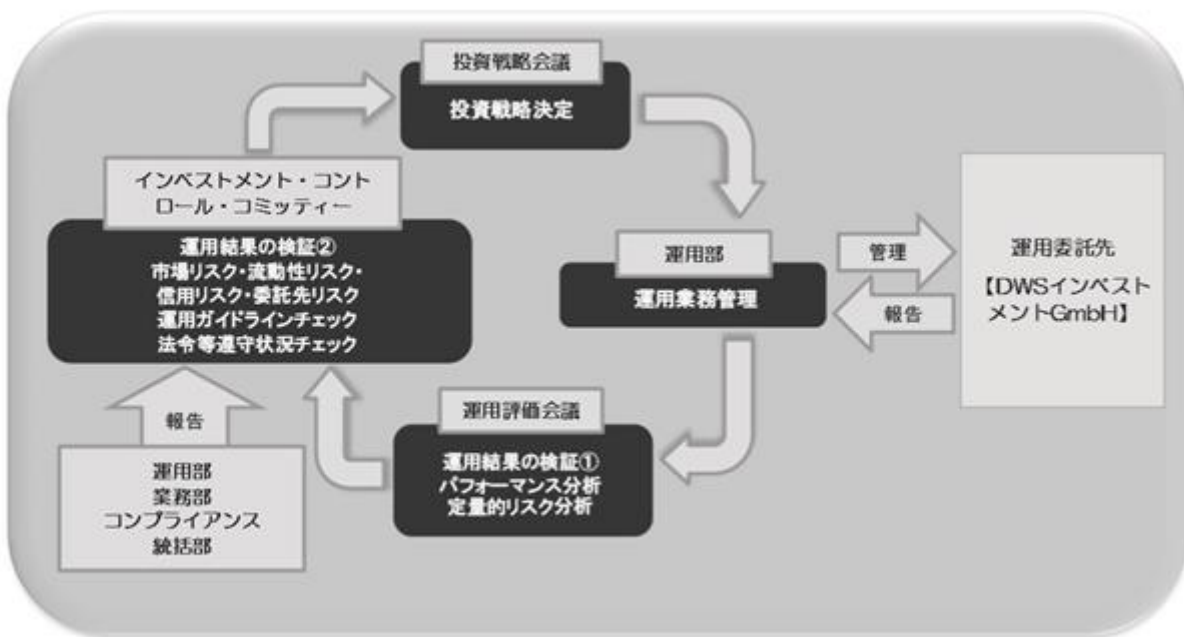 投資戦略会議
投資戦略決定
インベストメント・コント
ロール・コミッティー
運用結果の検証②
市場リスク・流動性リスク・
信用リスク・委託先リスク
運用ガイドラインチェック
法令等遵守状況チェック
運用部
運用業務管理
管理
報告
運用委託先
【DWSインベスト
メントGmbH】
運用評価会議
運用結果の検証①
パフォーマンス分析
定量的リスク分析
報告
運用部
業務部
コンプライアンス
統括部